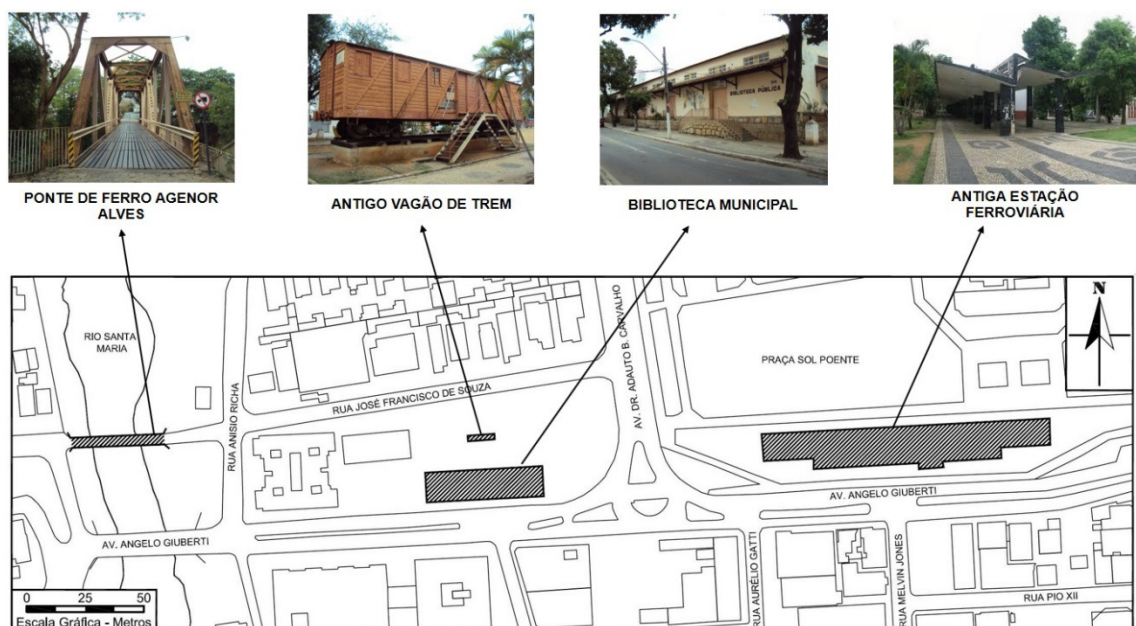 PONTE DE FERRO AGENOR
ALVES
ANTIGO VAGÃO DE TREM
BIBLIOTECA PÚBLICA
BIBLIOTECA MUNICIPAL
ANTIGA ESTAÇÃO
FERROVIÁRIA
RIO SANTA
MARIA
RUA ANISIO RICHA
RUA JOSÉ FRANCISCO DE SOUZA
AV. DR. ADAUTO B. CARVALHO
PRAÇA SOL POENTE
N
AV. ANGELO GIUBERTI
AV. ANGELO GIUBERTI
RUA AURÉLIO GATTI
RUA MELVIN JONES
RUA PIO XII
0 25 50
Escala Gráfica - Metros